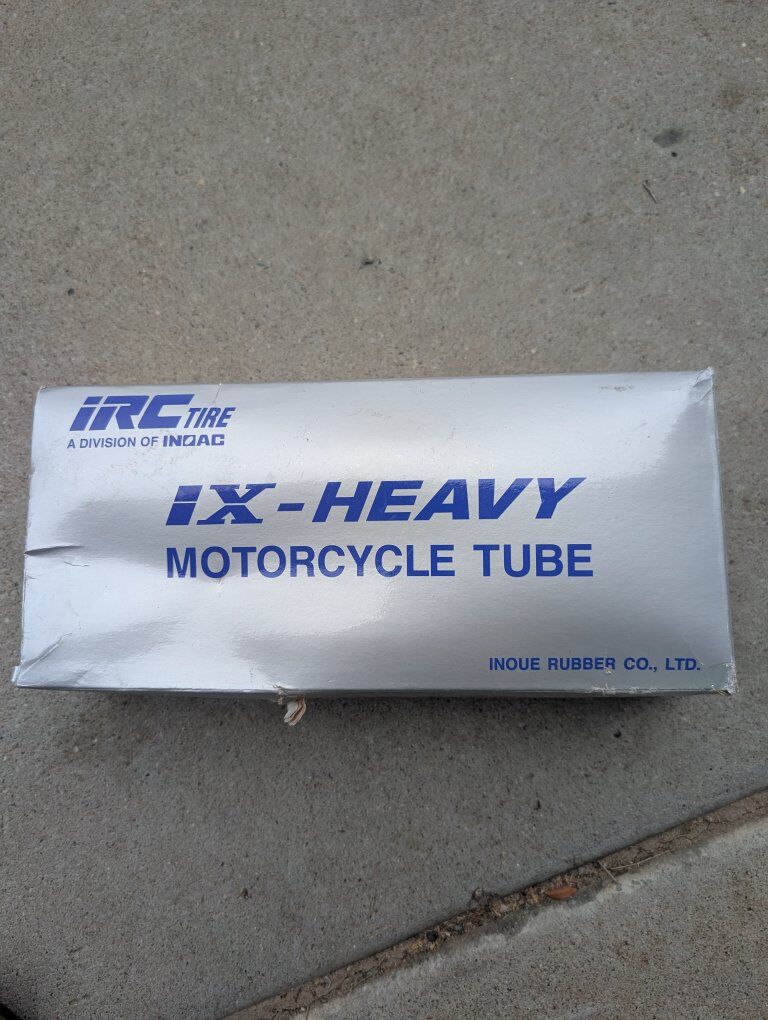 iRC TIRE
A DIVISION OF INOAC
iX-HEAVY
MOTORCYCLE TUBE
INOUE RUBBER CO., LTD.